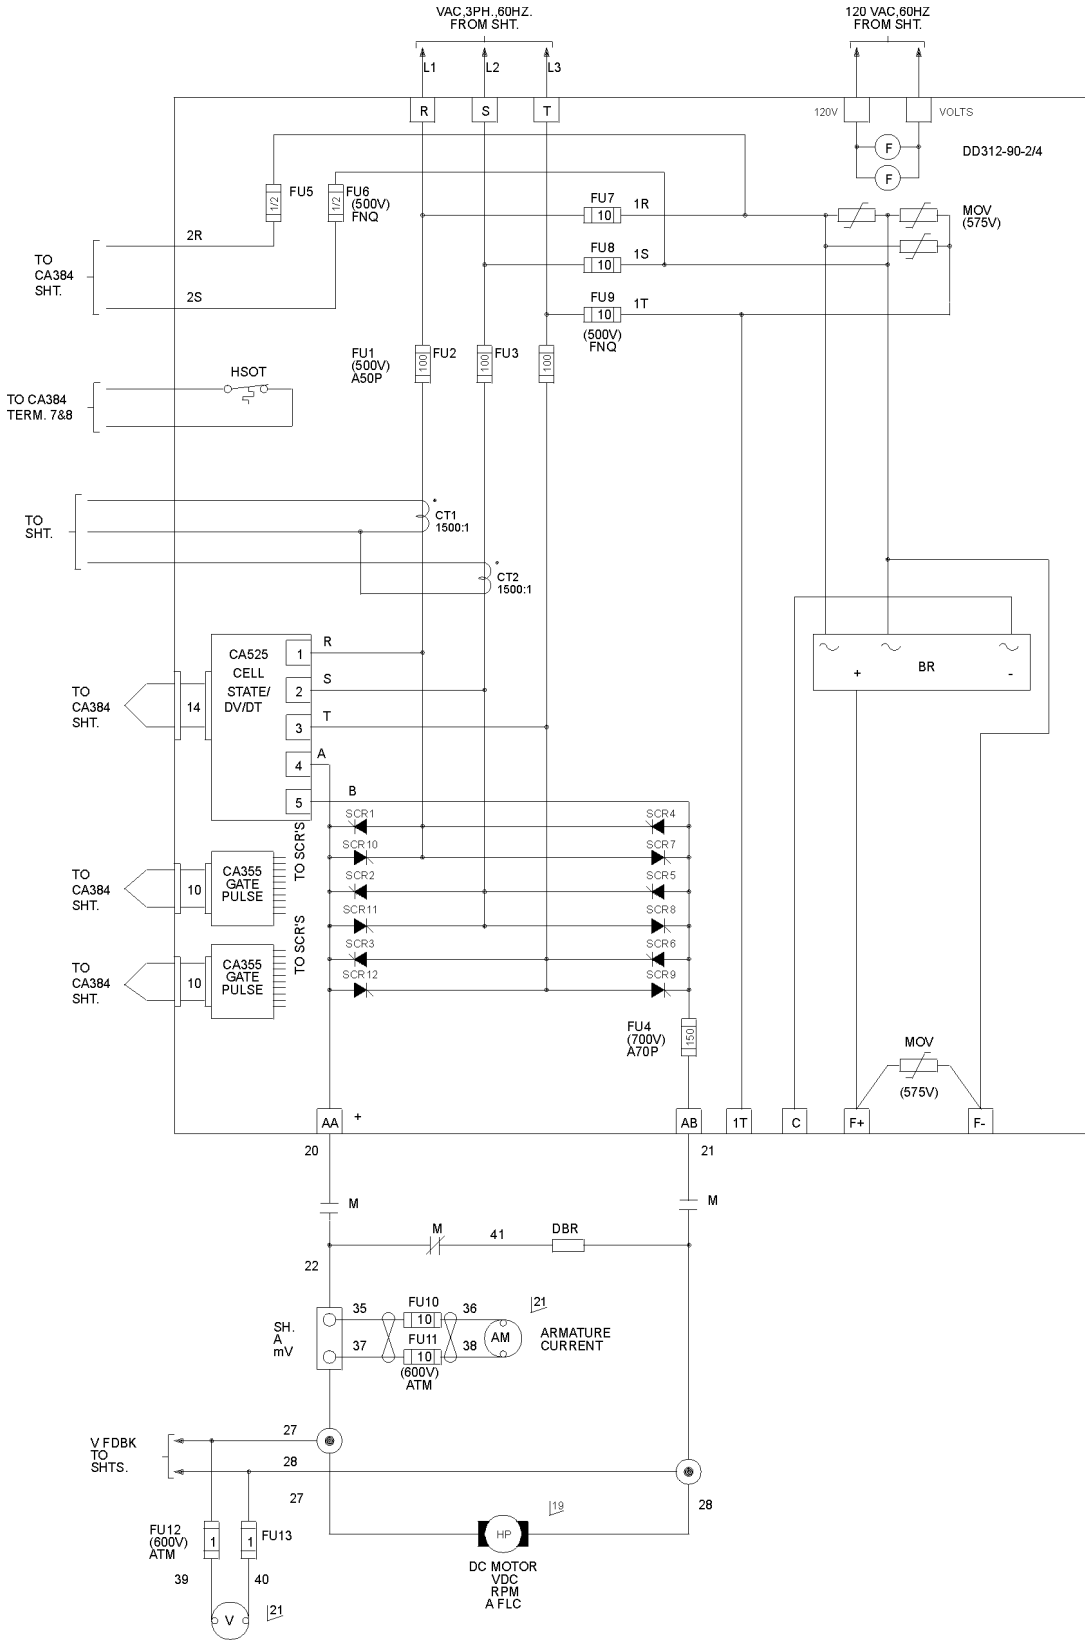 VAC,3PH.,60HZ.
FROM SHT.
120 VAC,60HZ
FROM SHT.
L1
L2
L3
R
S
T
120V
VOLTS
F
F
DD312-90-2/4
FU5
1/2
FU6
(500V)
FNQ
1/2
FU7
10
1R
MOV
(575V)
2R
FU8
10
1S
TO
CA384
SHT.
2S
FU9
10
1T
(500V)
FNQ
FU1
(500V)
A50P
100
FU2
100
FU3
100
HSOT
TO CA384
TERM. 7&8
TO
SHT.
*
CT1
1500:1
*
CT2
1500:1
CA525
CELL
STATE/
DV/DT
1
R
2
S
3
T
4
A
5
B
TO
CA384
SHT.
14
BR
+
-
SCR1
SCR4
SCR10
SCR7
SCR2
SCR5
SCR11
SCR8
SCR3
SCR6
SCR12
SCR9
TO SCR'S
TO SCR'S
TO
CA384
SHT.
10
CA355
GATE
PULSE
TO
CA384
SHT.
10
CA355
GATE
PULSE
FU4
(700V)
A70P
150
MOV
(575V)
AA
+
AB
1T
C
F+
F-
20
21
M
M
M
41
DBR
22
SH.
A
mV
35
FU10
10
36
37
FU11
10
38
(600V)
ATM
AM
21
ARMATURE
CURRENT
V FDBK
TO
SHTS.
27
28
27
28
19
HP
DC MOTOR
VDC
RPM
A FLC
FU12
(600V)
ATM
1
1
FU13
39
40
V
21